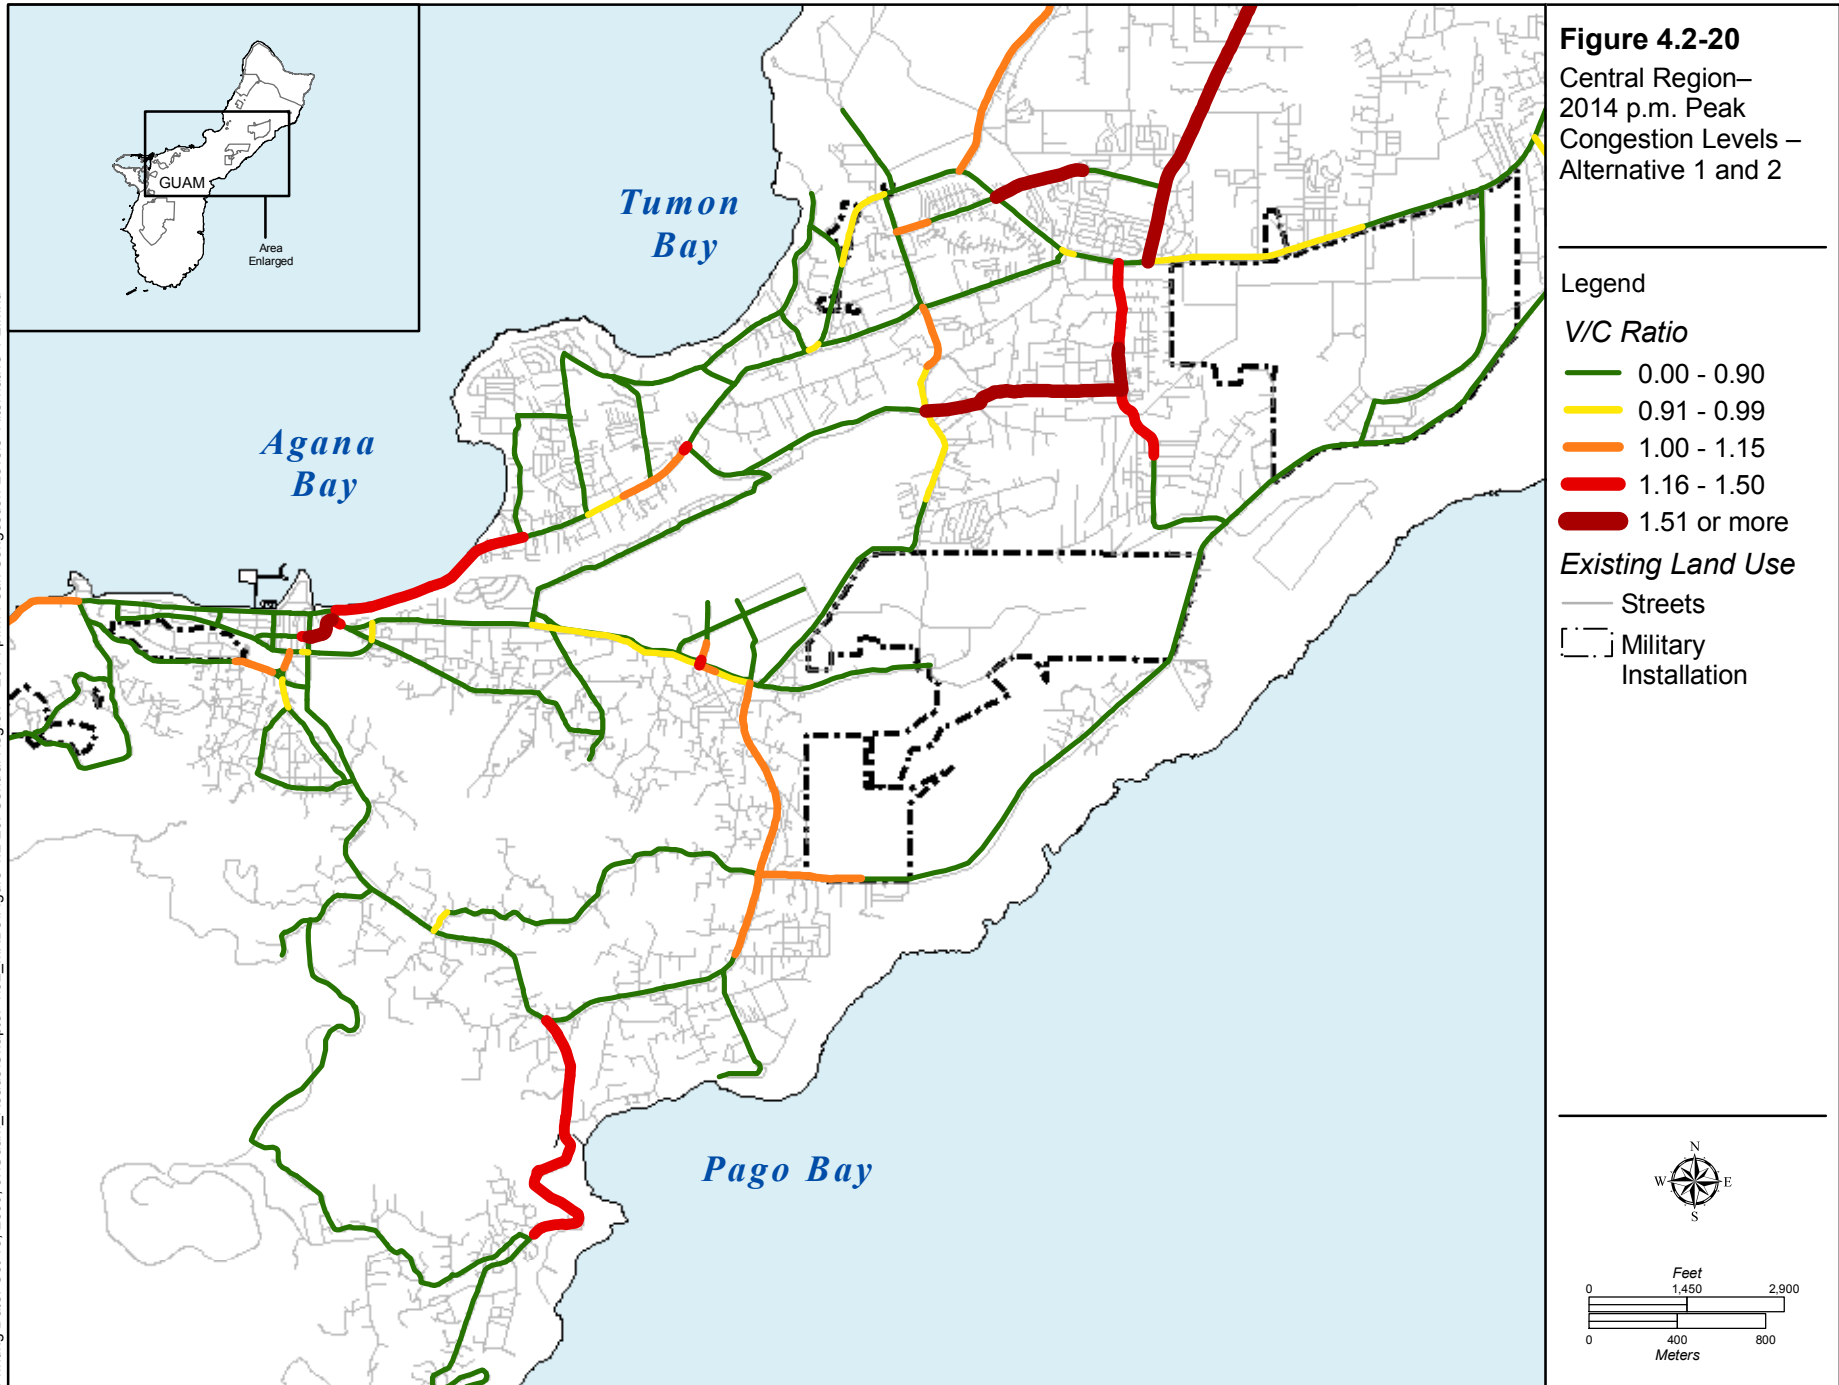 Figure 4.2-20
Central Region–
2014 p.m. Peak
Congestion Levels –
Alternative 1 and 2
Legend
V/C Ratio
0.00 - 0.90
0.91 - 0.99
1.00 - 1.15
1.16 - 1.50
1.51 or more
Existing Land Use
Streets
Military
Installation
GUAM
Area
Enlarged
Tumon
Bay
Agana
Bay
Pago Bay
N
W
E
S
Feet
0
1,450
2,900
0
400
800
Meters